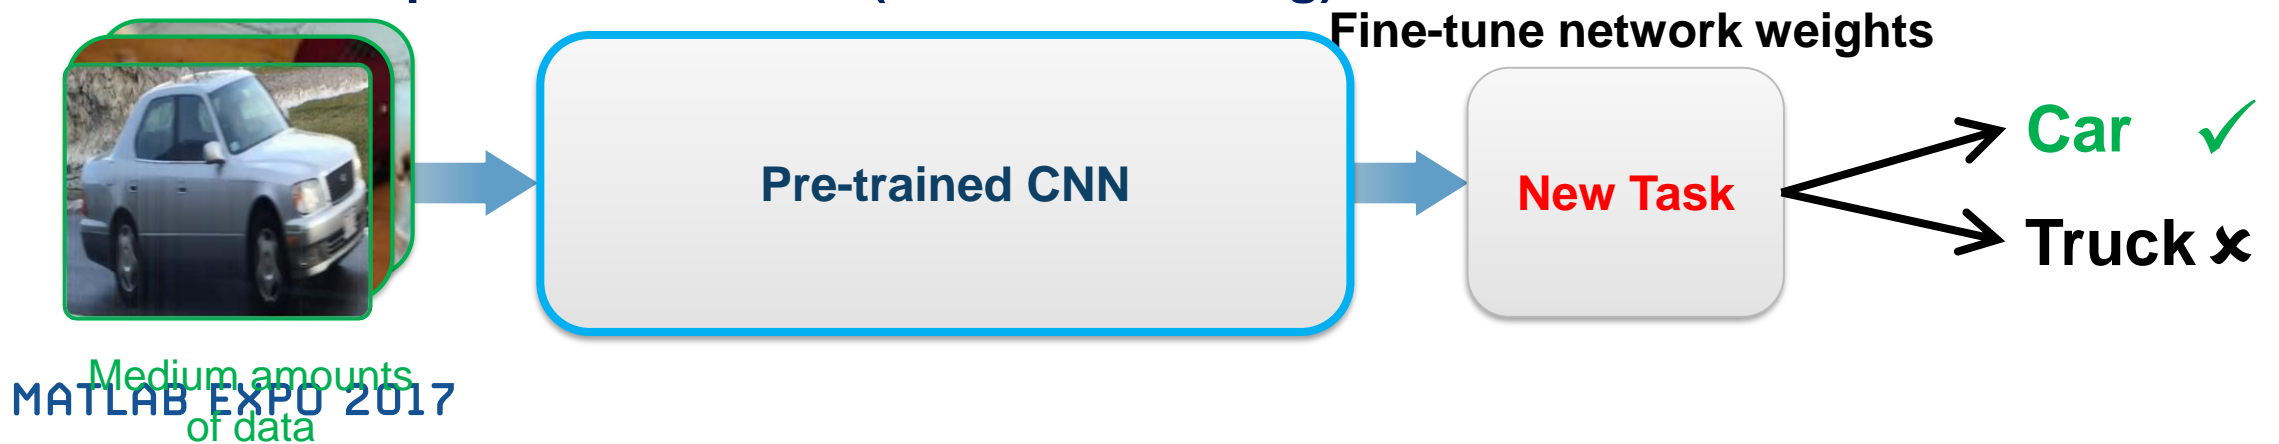 Fine-tune network weights
Pre-trained CNN
New Task
Car ✓
Truck ✘
Medium amounts
of data
MATLAB EXPO 2017